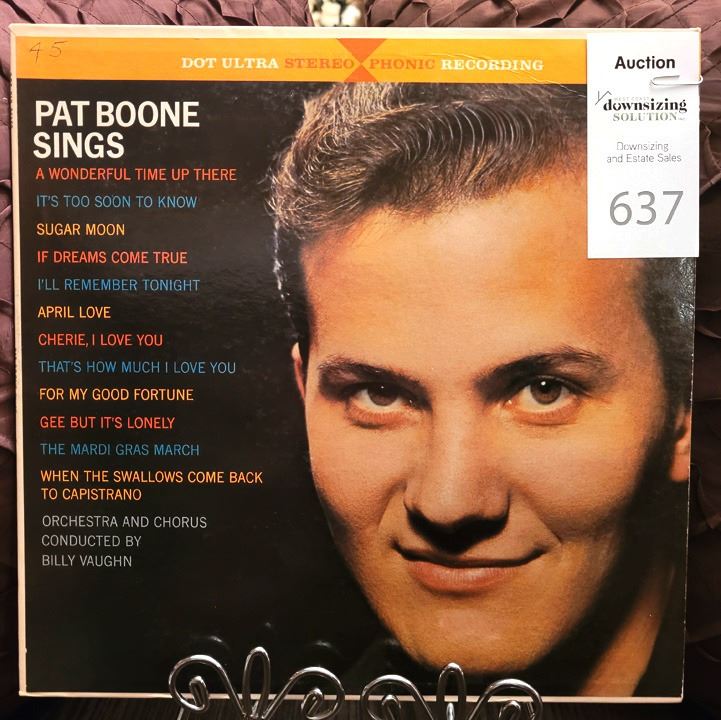 45
DOT ULTRA STEREO PHONIC RECORDING
PAT BOONE
SINGS
A WONDERFUL TIME UP THERE
IT'S TOO SOON TO KNOW
SUGAR MOON
IF DREAMS COME TRUE
I'LL REMEMBER TONIGHT
APRIL LOVE
CHERIE, I LOVE YOU
THAT'S HOW MUCH I LOVE YOU
FOR MY GOOD FORTUNE
GEE BUT IT'S LONELY
THE MARDI GRAS MARCH
WHEN THE SWALLOWS COME BACK
TO CAPISTRANO
ORCHESTRA AND CHORUS
CONDUCTED BY
BILLY VAUGHN
Auction
downsizing
SOLUTION
Downsizing
and Estate Sales
637